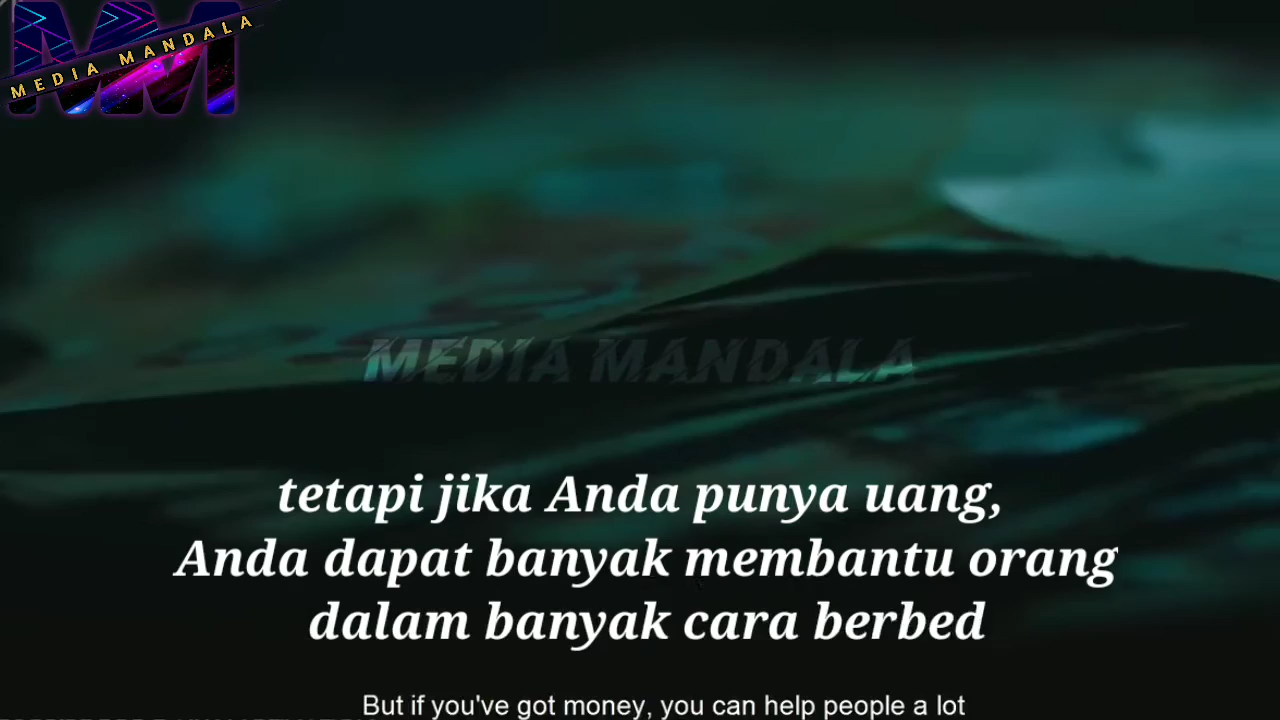 MEDIA MANDALA
MEDIA MANDALA
tetapi jika Anda punya uang,
Anda dapat banyak membantu orang
dalam banyak cara berbed
But if you've got money, you can help people a lot